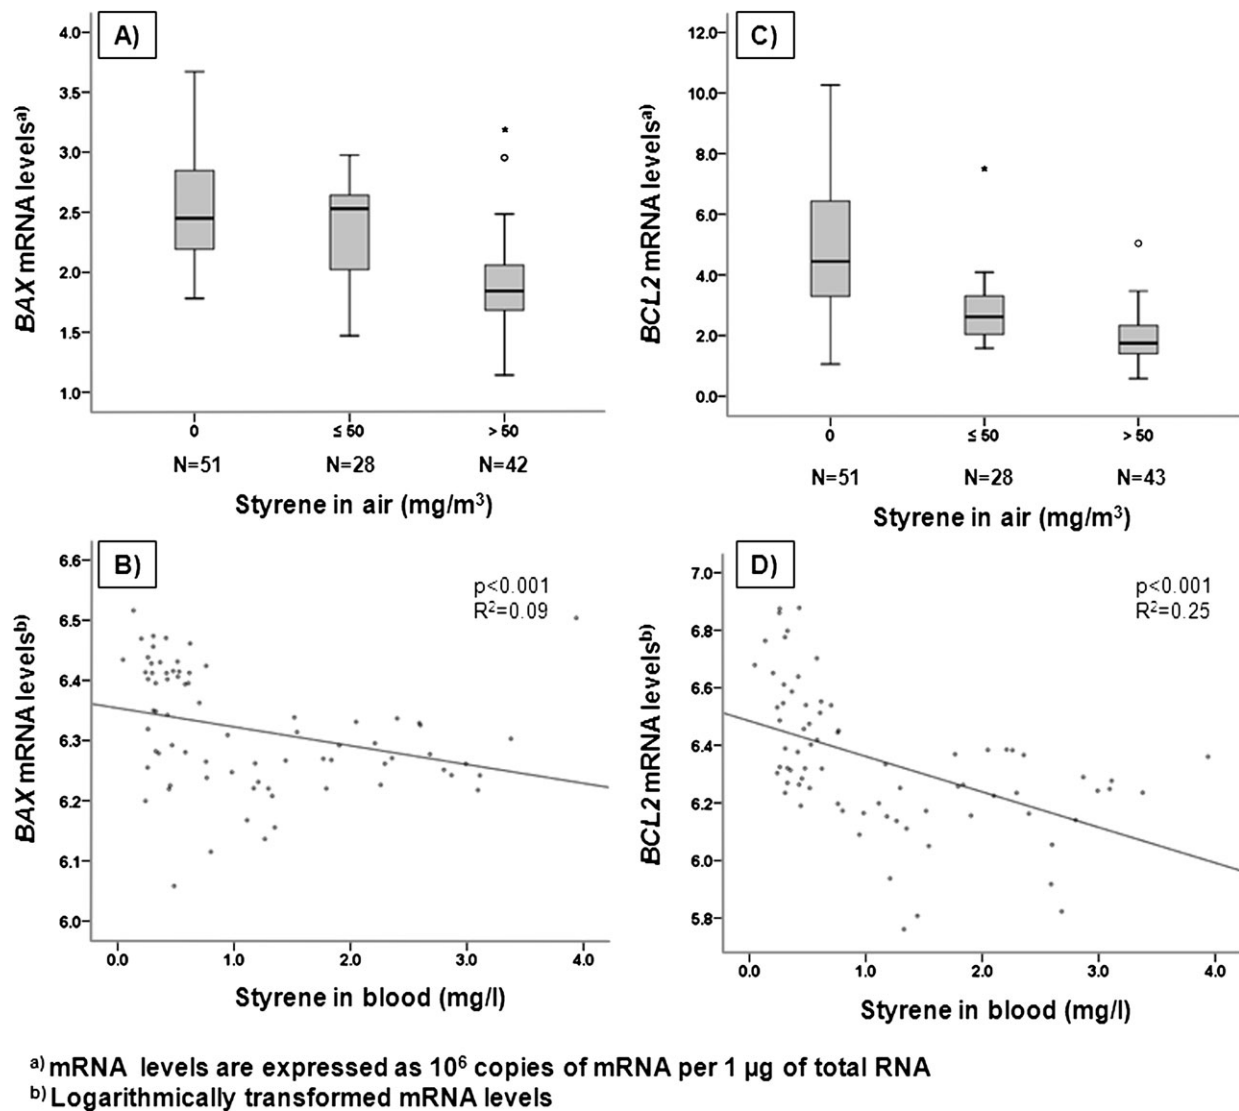 A)
BAX mRNA levelsᵃ⁾
4.0
3.5
3.0
2.5
2.0
1.5
1.0
*
0
≤ 50
> 50
N=51
N=28
N=42
Styrene in air (mg/m³)
C)
BCL2 mRNA levelsᵃ⁾
12.0
10.0
8.0
6.0
4.0
2.0
0.0
*
0
≤ 50
> 50
N=51
N=28
N=43
Styrene in air (mg/m³)
B)
p<0.001
R²=0.09
BAX mRNA levelsᵇ⁾
6.6
6.5
6.4
6.3
6.2
6.1
6.0
0.0
1.0
2.0
3.0
4.0
Styrene in blood (mg/l)
D)
p<0.001
R²=0.25
BCL2 mRNA levelsᵇ⁾
7.0
6.8
6.6
6.4
6.2
6.0
5.8
0.0
1.0
2.0
3.0
4.0
Styrene in blood (mg/l)
ᵃ⁾ mRNA levels are expressed as 10⁶ copies of mRNA per 1 µg of total RNA
ᵇ⁾ Logarithmically transformed mRNA levels